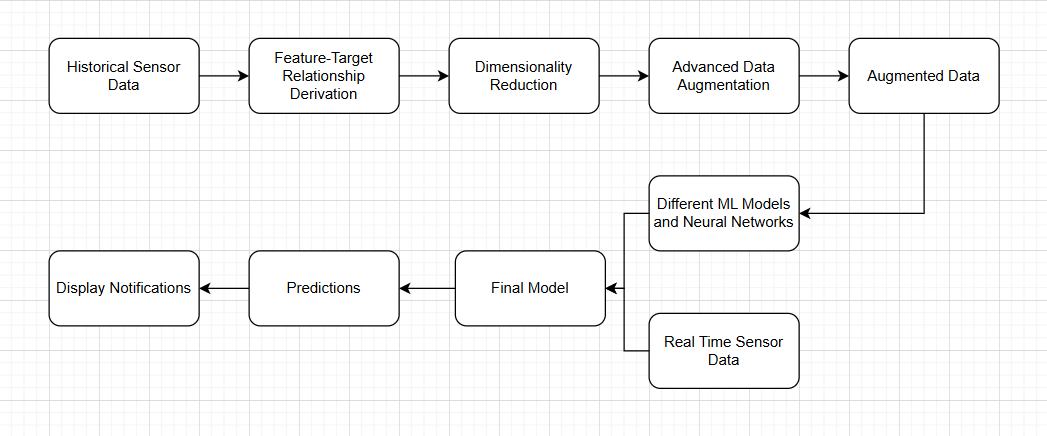 Historical Sensor
Data
Feature-Target
Relationship
Derivation
Dimensionality
Reduction
Advanced Data
Augmentation
Augmented Data
Different ML Models
and Neural Networks
Display Notifications
Predictions
Final Model
Real Time Sensor
Data